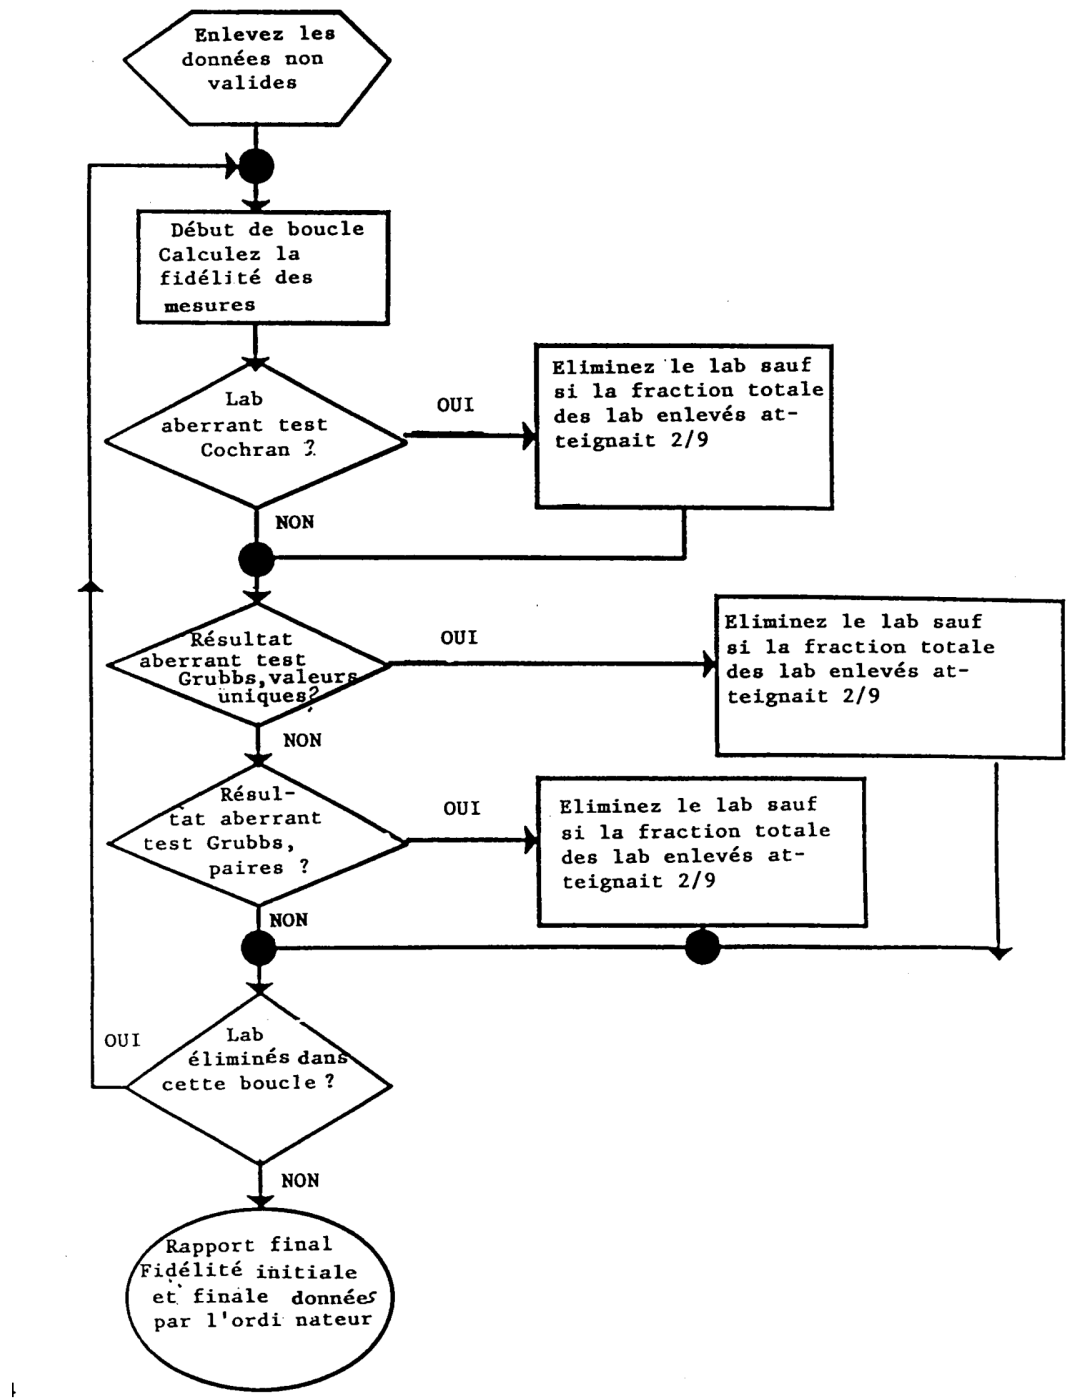 Enlevez les
données non
valides
Début de boucle
Calculez la
fidélité des
mesures
Lab
aberrant test
Cochran ?
OUI
Eliminez le lab sauf
si la fraction totale
des lab enlevés at-
teignait 2/9
NON
Résultat
aberrant test
Grubbs, valeurs
uniques?
OUI
Eliminez le lab sauf
si la fraction totale
des lab enlevés at-
teignait 2/9
NON
Résul-
tat aberrant
test Grubbs,
paires ?
OUI
Eliminez le lab sauf
si la fraction totale
des lab enlevés at-
teignait 2/9
NON
OUI
Lab
éliminés dans
cette boucle ?
NON
Rapport final
Fidélité initiale
et finale données
par l'ordi nateur